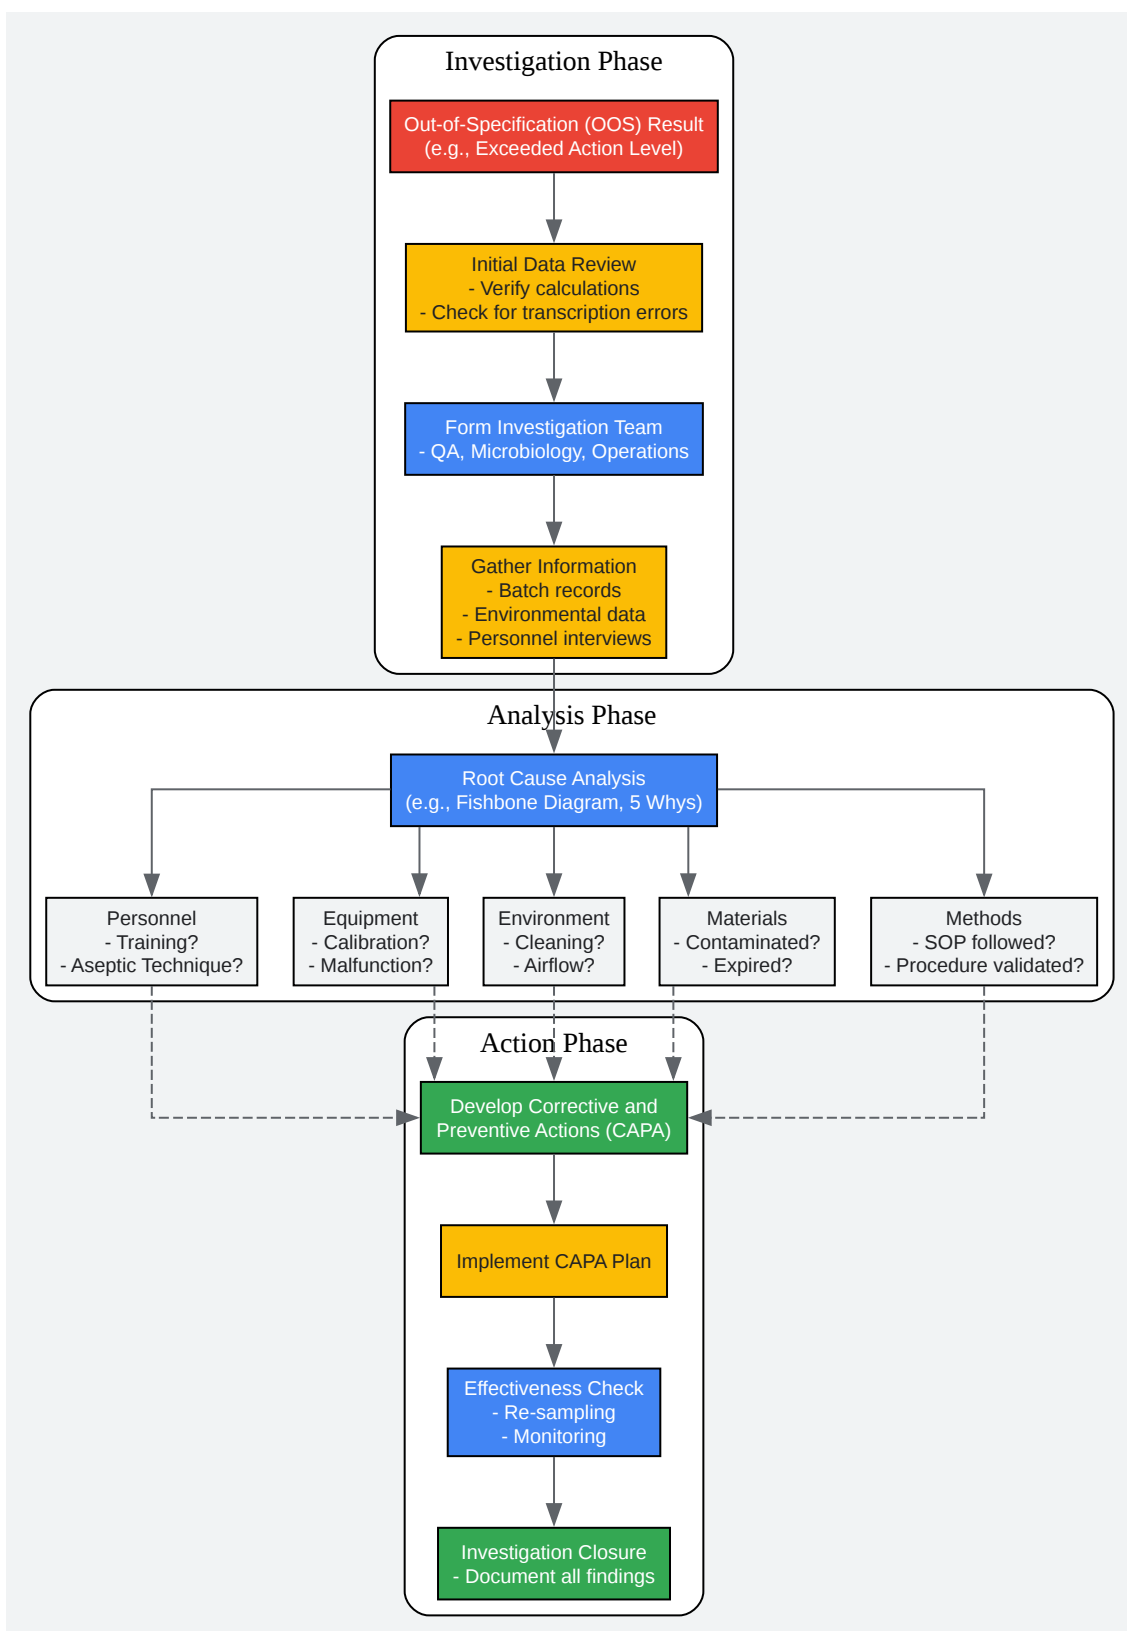 Investigation Phase
Out-of-Specification (OOS) Result
(e.g., Exceeded Action Level)
Initial Data Review
- Verify calculations
- Check for transcription errors
Form Investigation Team
- QA, Microbiology, Operations
Gather Information
- Batch records
- Environmental data
- Personnel interviews
Analysis Phase
Root Cause Analysis
(e.g., Fishbone Diagram, 5 Whys)
Personnel
- Training?
- Aseptic Technique?
Equipment
- Calibration?
- Malfunction?
Environment
- Cleaning?
- Airflow?
Materials
- Contaminated?
- Expired?
Methods
- SOP followed?
- Procedure validated?
Action Phase
Develop Corrective and
Preventive Actions (CAPA)
Implement CAPA Plan
Effectiveness Check
- Re-sampling
- Monitoring
Investigation Closure
- Document all findings